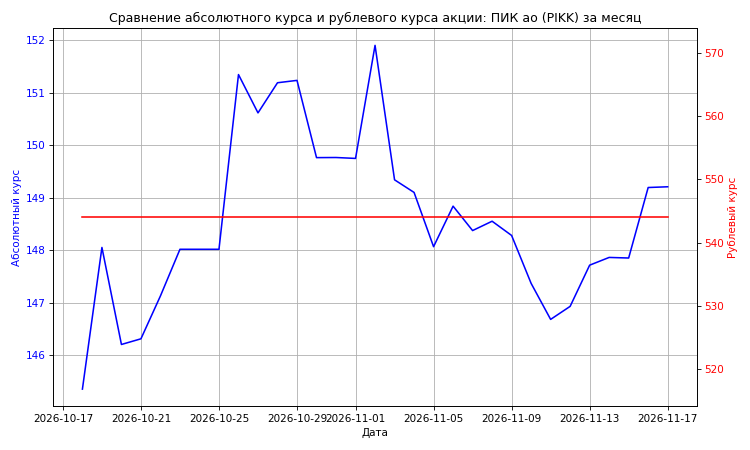 Сравнение абсолютного курса и рублевого курса акции: ПИК ао (PIKK) за месяц
152
151
150
149
148
147
146
Абсолютный курс
570
560
550
540
530
520
Рублевый курс
2026-10-17 2026-10-21 2026-10-25 2026-10-29 2026-11-01 2026-11-05 2026-11-09 2026-11-13 2026-11-17
Дата